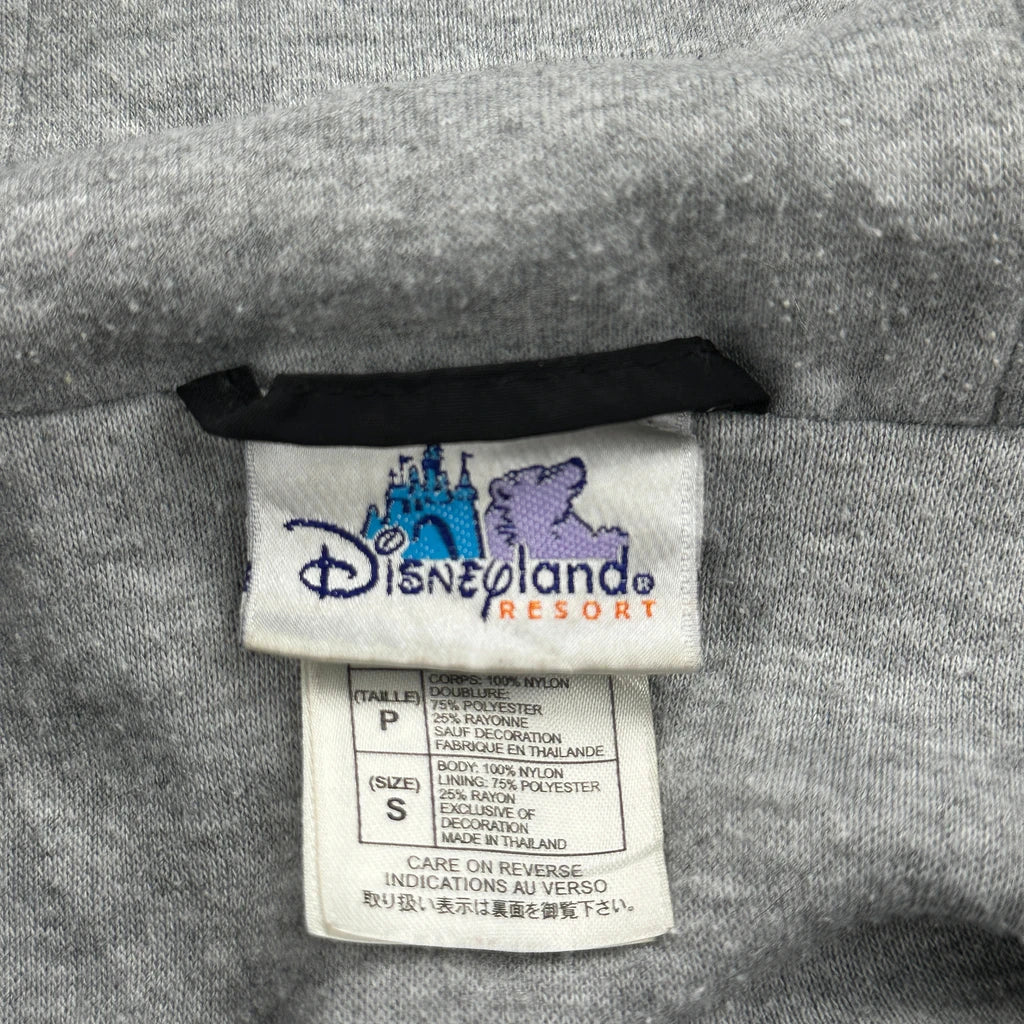 Disneyland®
RESORT
(TAILLE)
P
CORPS: 100% NYLON
DOUBLURE:
75% POLYESTER
25% RAYONNE
SAUF DECORATION
FABRIQUE EN THAILANDE
(SIZE)
S
BODY: 100% NYLON
LINING: 75% POLYESTER
25% RAYON
EXCLUSIVE OF
DECORATION
MADE IN THAILAND
CARE ON REVERSE
INDICATIONS AU VERSO
取り扱い表示は裏面を御覧下さい。